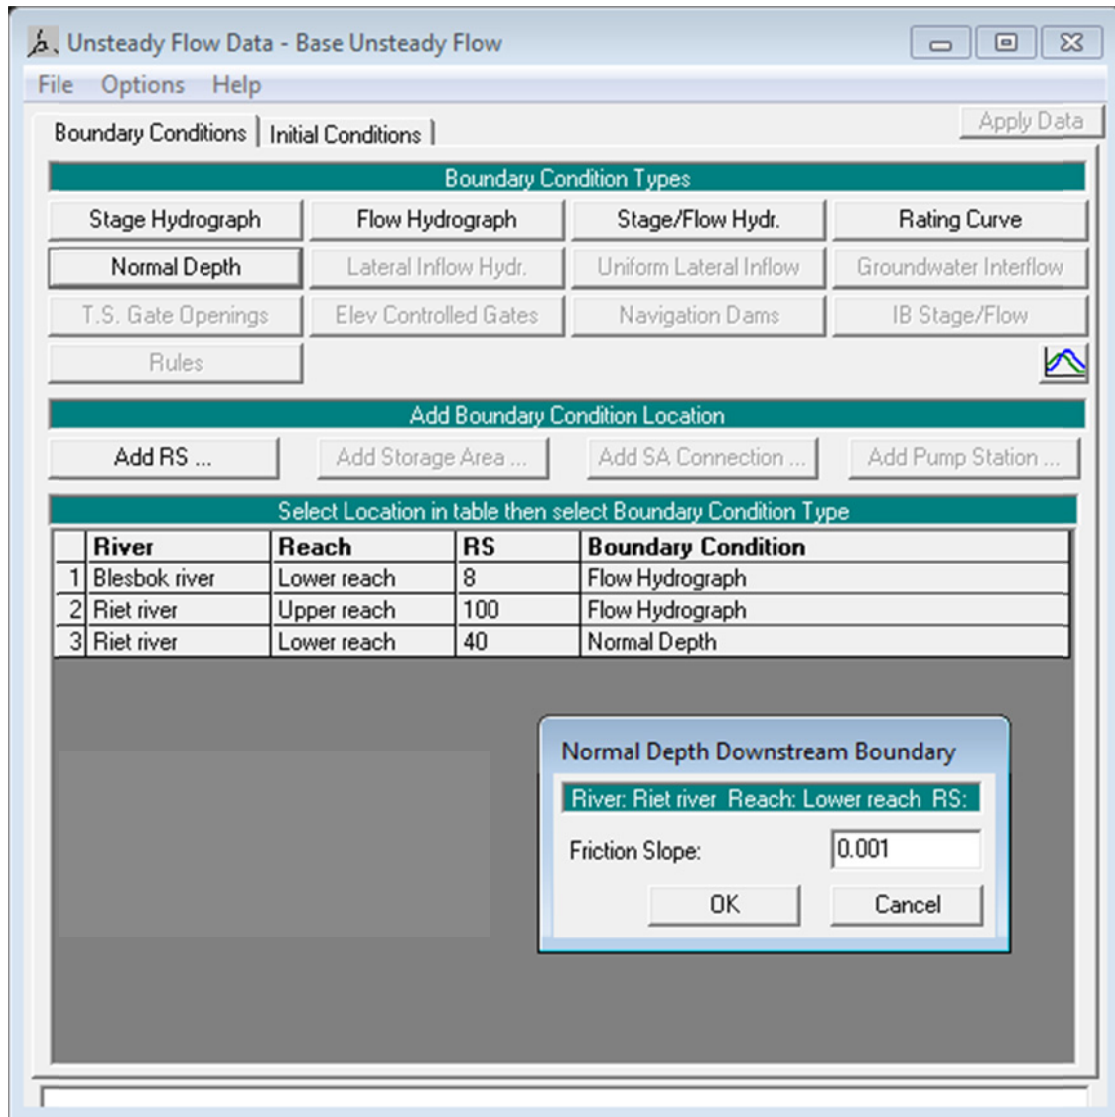 Unsteady Flow Data - Base Unsteady Flow
File Options Help
Boundary Conditions Initial Conditions Apply Data
Boundary Condition Types
Stage Hydrograph Flow Hydrograph Stage/Flow Hydr. Rating Curve
Normal Depth Lateral Inflow Hydr. Uniform Lateral Inflow Groundwater Interflow
T.S. Gate Openings Elev Controlled Gates Navigation Dams IB Stage/Flow
Rules
Add Boundary Condition Location
Add RS ... Add Storage Area ... Add SA Connection ... Add Pump Station ...
Select Location in table then select Boundary Condition Type
River Reach RS Boundary Condition
1 Blesbok river Lower reach 8 Flow Hydrograph
2 Riet river Upper reach 100 Flow Hydrograph
3 Riet river Lower reach 40 Normal Depth
Normal Depth Downstream Boundary
River: Riet river Reach: Lower reach RS:
Friction Slope: 0.001
OK Cancel